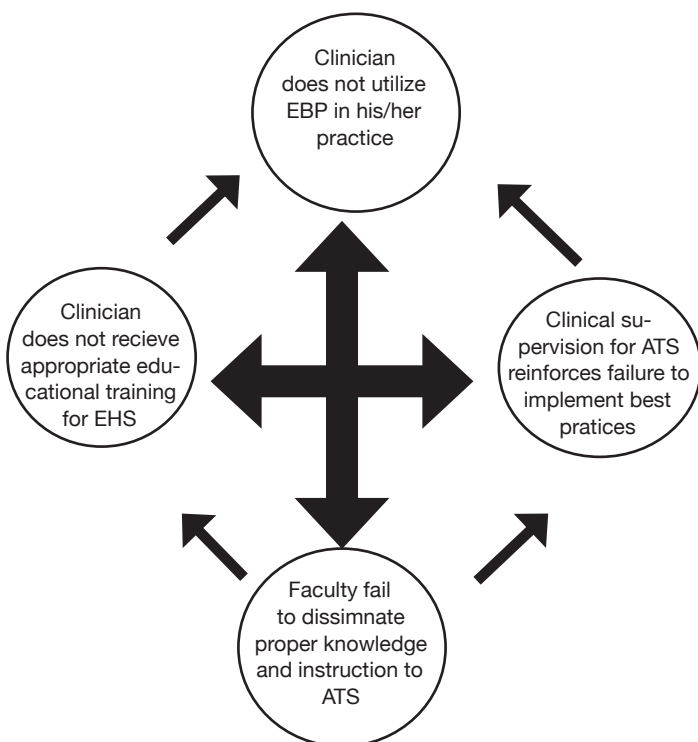 Clinician
does not utilize
EBP in his/her
practice
Clinician
does not recieve
appropriate edu-
cational training
for EHS
Clinical su-
pervision for ATS
reinforces failure to
implement best
pratices
Faculty fail
to dissimnate
proper knowledge
and instruction to
ATS